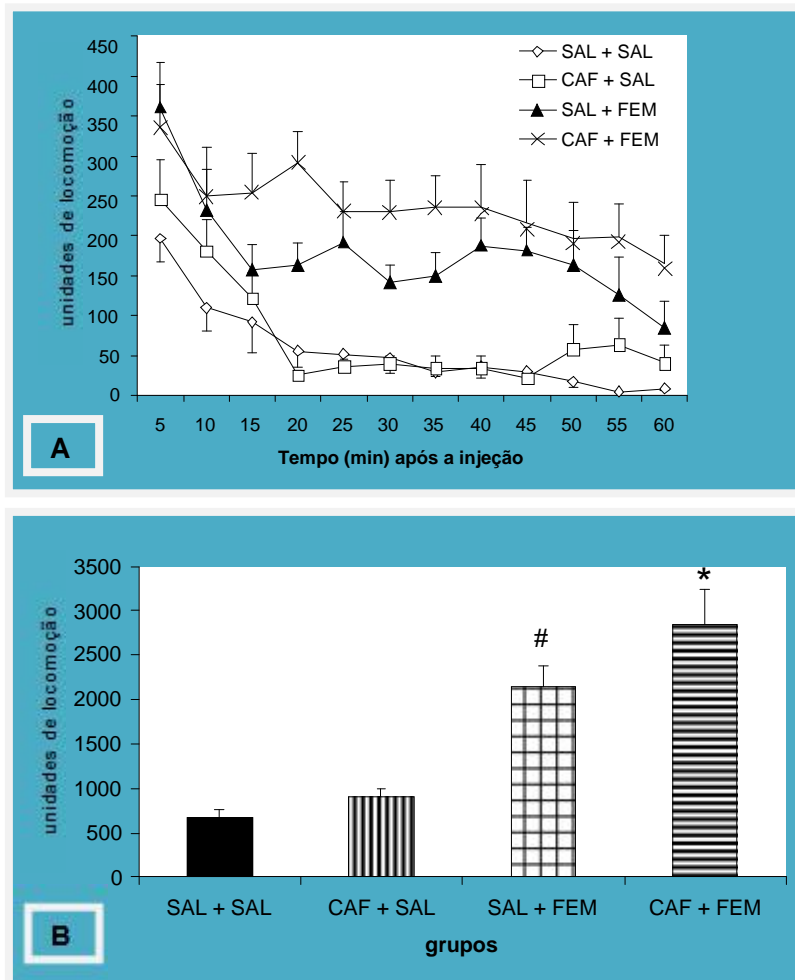 450
400
350
300
250
200
150
100
50
0
unidades de locomoção
SAL + SAL
CAF + SAL
SAL + FEM
CAF + FEM
5 10 15 20 25 30 35 40 45 50 55 60
Tempo (min) após a injeção
A
3500
3000
2500
2000
1500
1000
500
0
unidades de locomoção
#
*
SAL + SAL CAF + SAL SAL + FEM CAF + FEM
grupos
B